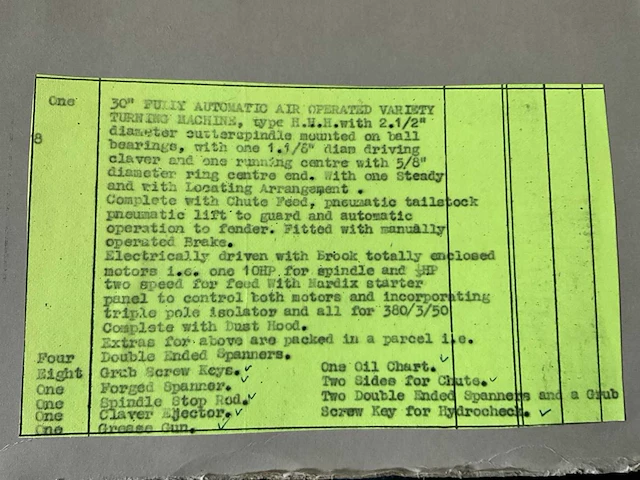 One 30" FULLY AUTOMATIC AIR OPERATED VARIETY
TURNING MACHINE, type H.H.H.with 2.1/2"
8 diameter cutterspindle mounted on ball
bearings, with one 1.1/8" diam driving
claver and one running centre with 5/8"
diameter ring centre end. With one Steady
and with Locating Arrangement .
Complete with Chute Feed, pneumatic tailstock
pneumatic lift to guard and automatic
operation to fender. Fitted with manually
operated Brake.
Electrically driven with Brook totally enclosed
motors i.e. one 10HP for spindle and ½HP
two speed for feed With Nardix starter
panel to control both motors and incorporating
triple pole isolator and all for 380/3/50
Complete with Dust Hood.
Extras for above are packed in a parcel i.e.
Four Double Ended Spanners.
Eight Grub Screw Keys. One Oil Chart.
One Forged Spanner. Two Sides for Chute.
One Spindle Stop Rod. Two Double Ended Spanners and a Grub
One Claver Ejector. Screw Key for Hydrocheck.
One Grease Gun.